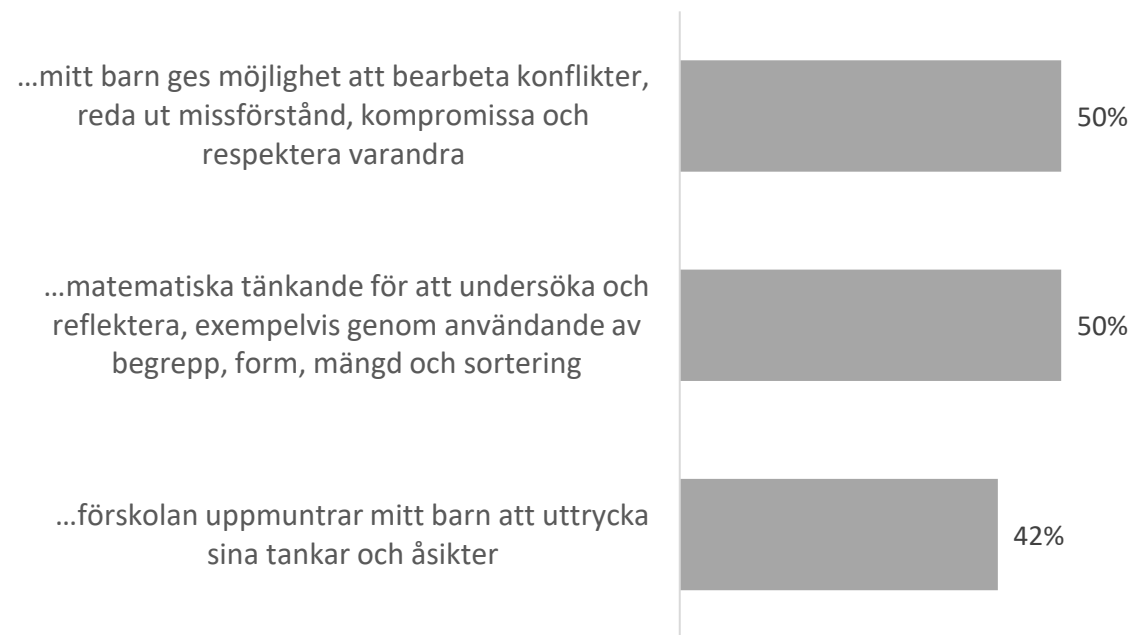 ...mitt barn ges möjlighet att bearbeta konflikter,
reda ut missförstånd, kompromissa och
respektera varandra
50%
...matematiska tänkande för att undersöka och
reflektera, exempelvis genom användande av
begrepp, form, mängd och sortering
50%
...förskolan uppmuntrar mitt barn att uttrycka
sina tankar och åsikter
42%